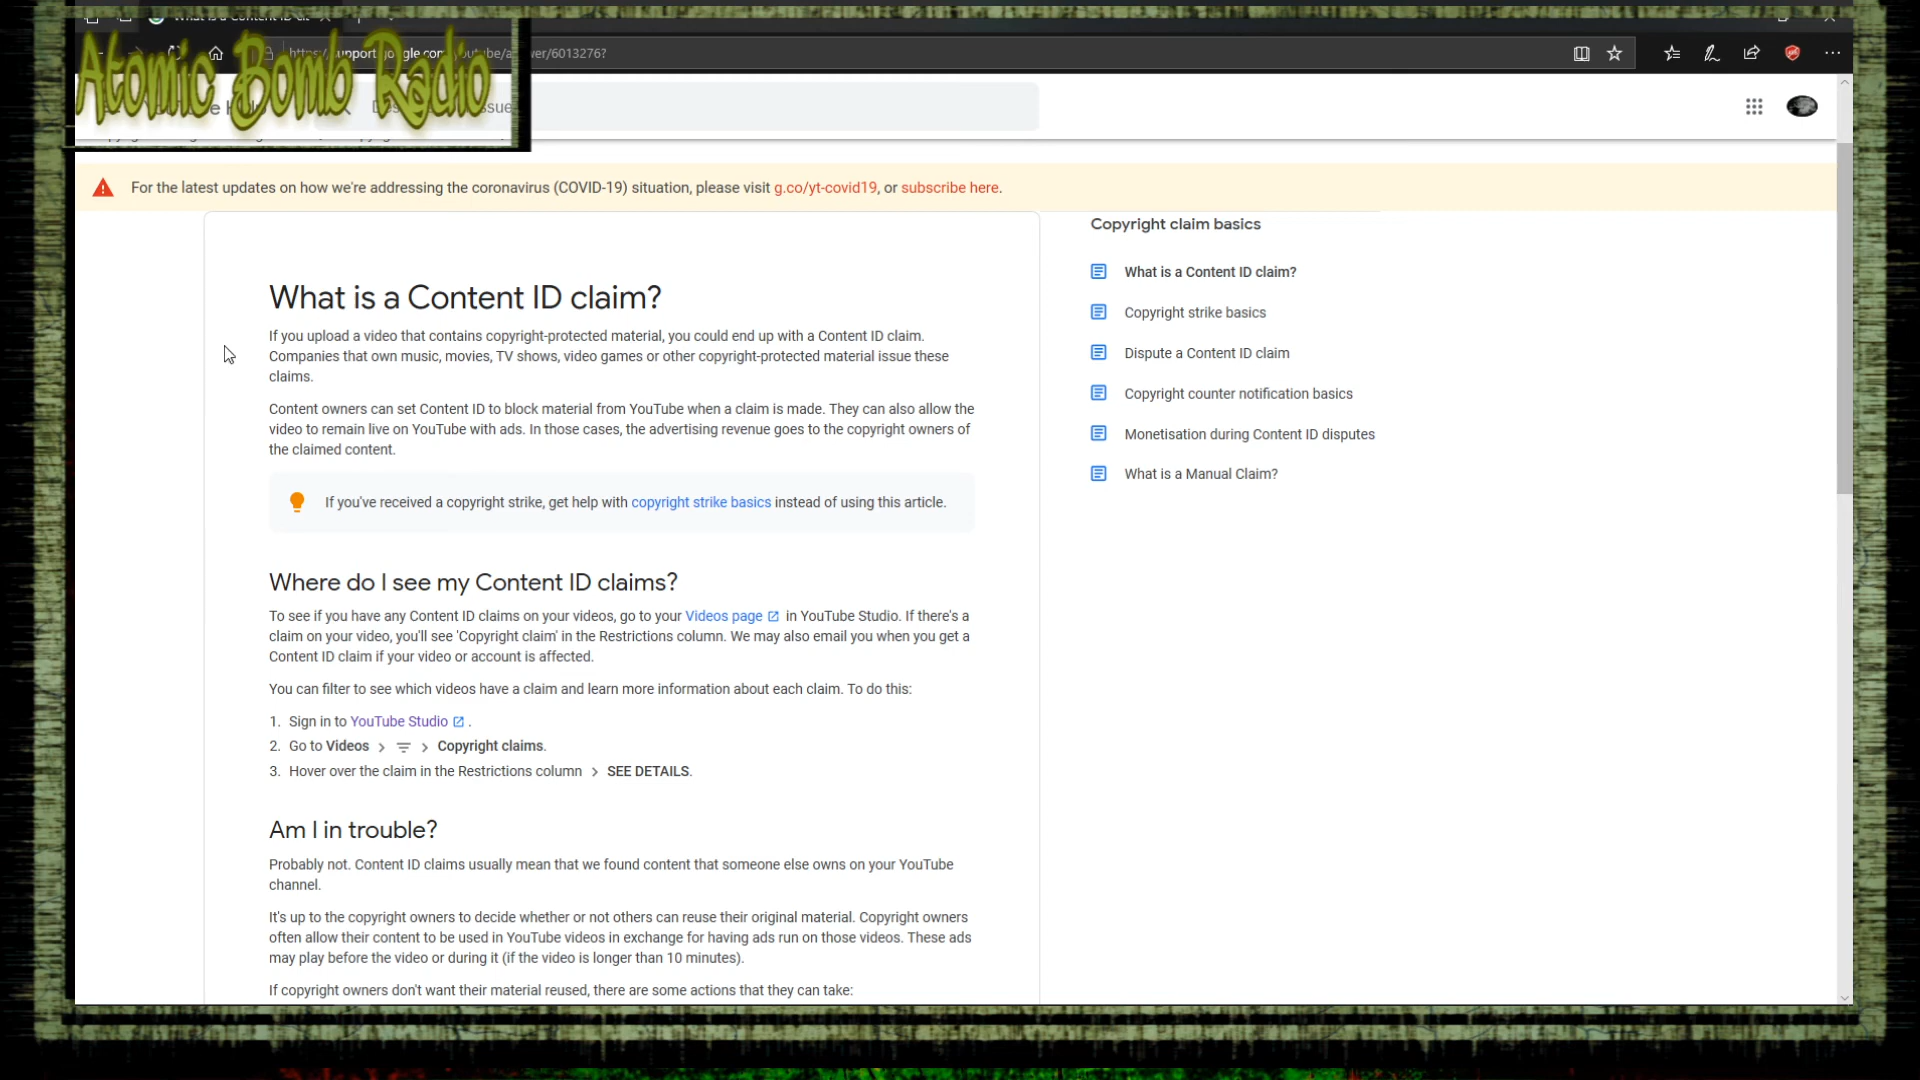 What is a Content ID cl
Atomic Bomb Radio
https://support.google.com/youtube/answer/6013276?
For the latest updates on how we're addressing the coronavirus (COVID-19) situation, please visit g.co/yt-covid19, or subscribe here.
What is a Content ID claim?
If you upload a video that contains copyright-protected material, you could end up with a Content ID claim.
Companies that own music, movies, TV shows, video games or other copyright-protected material issue these
claims.
Content owners can set Content ID to block material from YouTube when a claim is made. They can also allow the
video to remain live on YouTube with ads. In those cases, the advertising revenue goes to the copyright owners of
the claimed content.
If you've received a copyright strike, get help with copyright strike basics instead of using this article.
Where do I see my Content ID claims?
To see if you have any Content ID claims on your videos, go to your Videos page in YouTube Studio. If there's a
claim on your video, you'll see 'Copyright claim' in the Restrictions column. We may also email you when you get a
Content ID claim if your video or account is affected.
You can filter to see which videos have a claim and learn more information about each claim. To do this:
1. Sign in to YouTube Studio .
2. Go to Videos > > Copyright claims.
3. Hover over the claim in the Restrictions column > SEE DETAILS.
Am I in trouble?
Probably not. Content ID claims usually mean that we found content that someone else owns on your YouTube
channel.
It's up to the copyright owners to decide whether or not others can reuse their original material. Copyright owners
often allow their content to be used in YouTube videos in exchange for having ads run on those videos. These ads
may play before the video or during it (if the video is longer than 10 minutes).
If copyright owners don't want their material reused, there are some actions that they can take:
Copyright claim basics
What is a Content ID claim?
Copyright strike basics
Dispute a Content ID claim
Copyright counter notification basics
Monetisation during Content ID disputes
What is a Manual Claim?